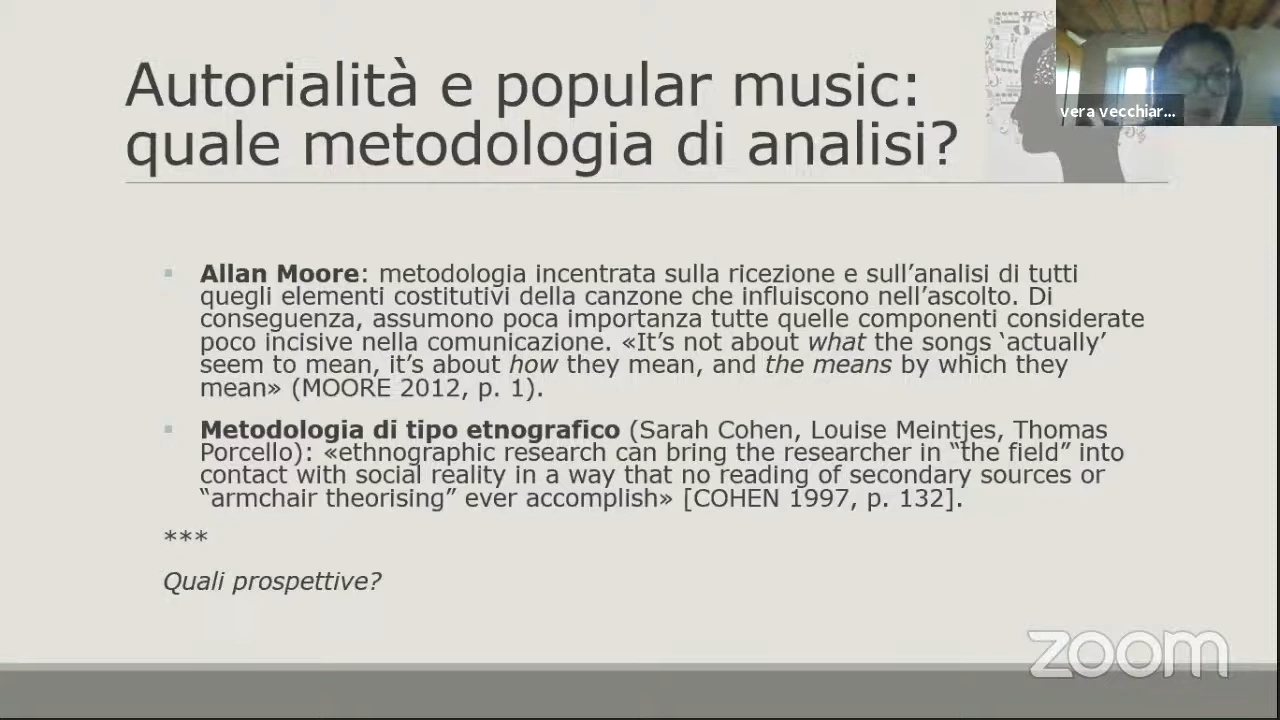 Autorialità e popular music:
quale metodologia di analisi?
vera vecchiar...
▪ Allan Moore: metodologia incentrata sulla ricezione e sull’analisi di tutti
quegli elementi costitutivi della canzone che influiscono nell’ascolto. Di
conseguenza, assumono poca importanza tutte quelle componenti considerate
poco incisive nella comunicazione. «It’s not about what the songs ‘actually’
seem to mean, it’s about how they mean, and the means by which they
mean» (MOORE 2012, p. 1).
▪ Metodologia di tipo etnografico (Sarah Cohen, Louise Meintjes, Thomas
Porcello): «ethnographic research can bring the researcher in “the field” into
contact with social reality in a way that no reading of secondary sources or
“armchair theorising” ever accomplish» [COHEN 1997, p. 132].
***
Quali prospettive?
zoom